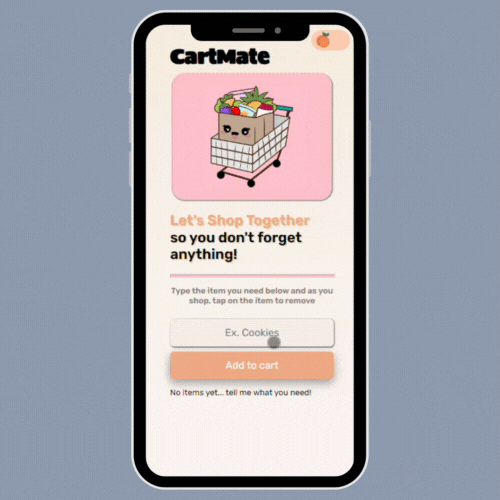 CartMate
Let's Shop Together
so you don't forget
anything!
Type the item you need below and as you
shop, tap on the item to remove
Ex. Cookies
Add to cart
No items yet... tell me what you need!